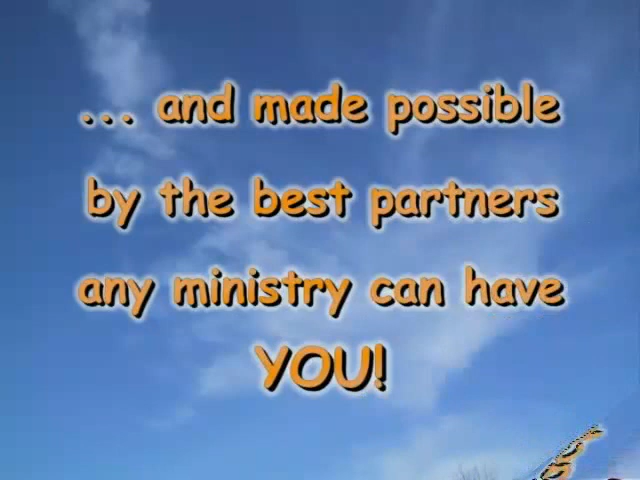 ... and made possible
by the best partners
any ministry can have
YOU!